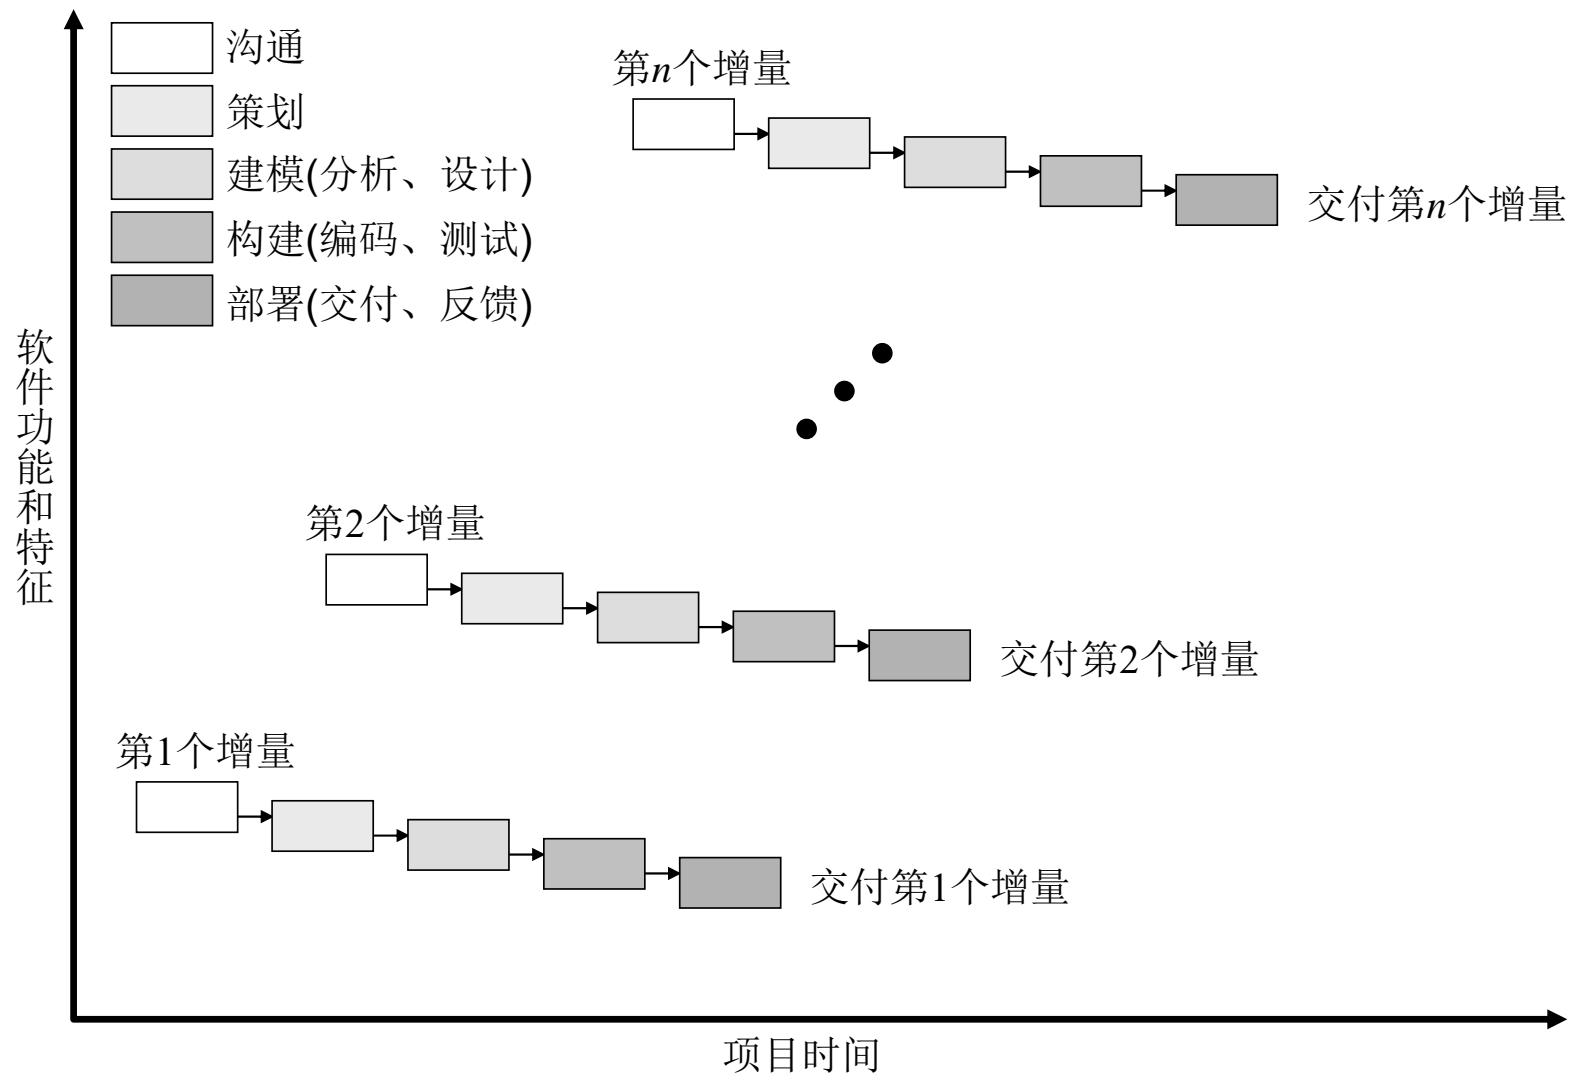 沟通
策划
建模(分析、设计)
构建(编码、测试)
部署(交付、反馈)
第n个增量
交付第n个增量
软件功能和特征
第2个增量
交付第2个增量
第1个增量
交付第1个增量
项目时间